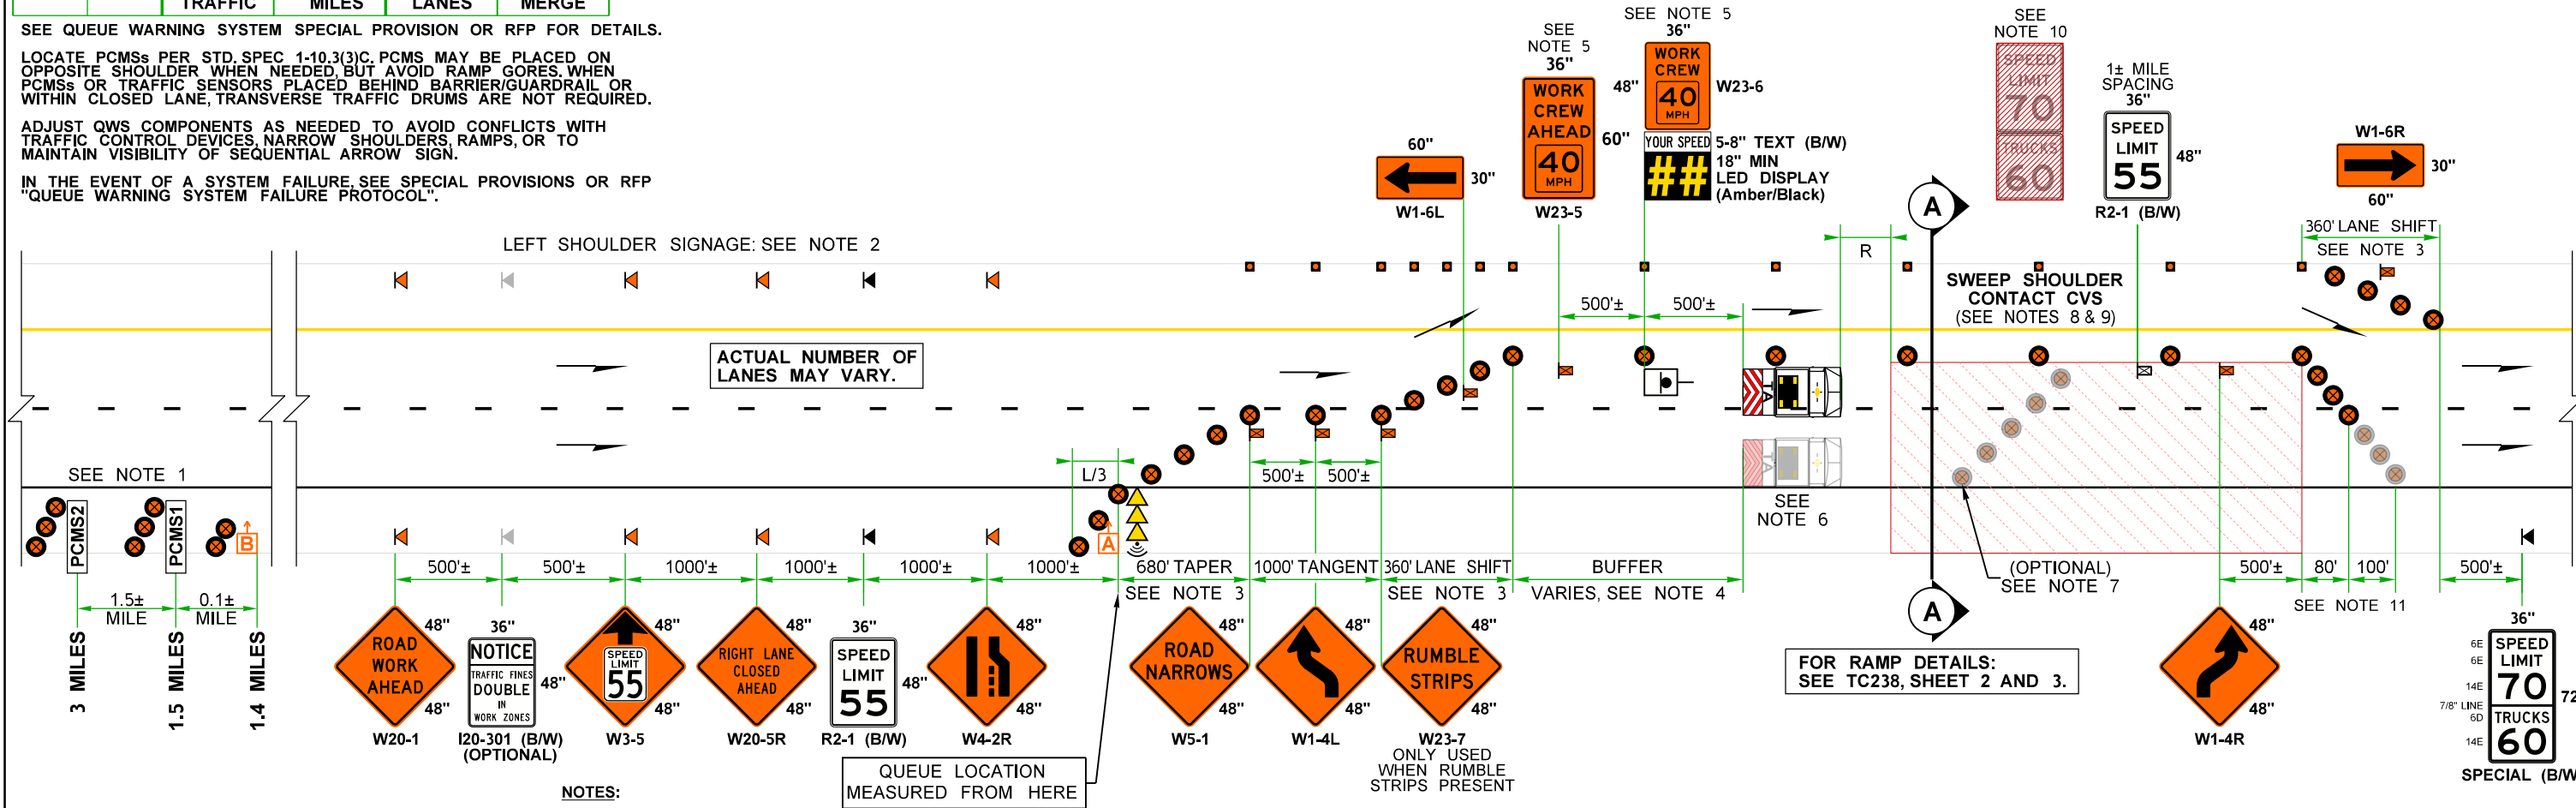 TRAFFIC MILES LANES MERGE
SEE QUEUE WARNING SYSTEM SPECIAL PROVISION OR RFP FOR DETAILS.
LOCATE PCMSs PER STD. SPEC 1-10.3(3)C. PCMS MAY BE PLACED ON
OPPOSITE SHOULDER WHEN NEEDED, BUT AVOID RAMP GORES. WHEN
PCMSs OR TRAFFIC SENSORS PLACED BEHIND BARRIER/GUARDRAIL OR
WITHIN CLOSED LANE, TRANSVERSE TRAFFIC DRUMS ARE NOT REQUIRED.
ADJUST QWS COMPONENTS AS NEEDED TO AVOID CONFLICTS WITH
TRAFFIC CONTROL DEVICES, NARROW SHOULDERS, RAMPS, OR TO
MAINTAIN VISIBILITY OF SEQUENTIAL ARROW SIGN.
IN THE EVENT OF A SYSTEM FAILURE, SEE SPECIAL PROVISIONS OR RFP
"QUEUE WARNING SYSTEM FAILURE PROTOCOL".
60"
30"
W1-6L
SEE
NOTE 5
36"
WORK
CREW
AHEAD
40
MPH
60"
W23-5
SEE NOTE 5
36"
WORK
CREW
40
MPH
48"
W23-6
YOUR SPEED
##
5-8" TEXT (B/W)
18" MIN
LED DISPLAY
(Amber/Black)
SEE
NOTE 10
SPEED
LIMIT
70
TRUCKS
60
1± MILE
SPACING
36"
SPEED
LIMIT
55
48"
R2-1 (B/W)
W1-6R
30"
60"
360' LANE SHIFT
SEE NOTE 3
LEFT SHOULDER SIGNAGE: SEE NOTE 2
R
A
SWEEP SHOULDER
CONTACT CVS
(SEE NOTES 8 & 9)
500'±
500'±
ACTUAL NUMBER OF
LANES MAY VARY.
SEE NOTE 1
PCMS2
PCMS1
B
L/3
A
500'±
500'±
TA
TA
SEE
NOTE 6
1.5±
MILE
0.1±
MILE
3 MILES
1.5 MILES
1.4 MILES
500'±
500'±
1000'±
1000'±
1000'±
1000'±
680' TAPER
SEE NOTE 3
1000' TANGENT
360' LANE SHIFT
SEE NOTE 3
BUFFER
VARIES, SEE NOTE 4
(OPTIONAL)
SEE NOTE 7
500'±
80'
100'
500'±
SEE NOTE 11
A
ROAD
WORK
AHEAD
48"
48"
W20-1
36"
NOTICE
TRAFFIC FINES
DOUBLE
IN
WORK ZONES
48"
I20-301 (B/W)
(OPTIONAL)
SPEED
LIMIT
55
48"
48"
W3-5
RIGHT LANE
CLOSED
AHEAD
48"
48"
W20-5R
36"
SPEED
LIMIT
55
48"
R2-1 (B/W)
48"
48"
W4-2R
ROAD
NARROWS
48"
48"
W5-1
48"
48"
W1-4L
RUMBLE
STRIPS
48"
48"
W23-7
ONLY USED
WHEN RUMBLE
STRIPS PRESENT
FOR RAMP DETAILS:
SEE TC238, SHEET 2 AND 3.
48"
48"
W1-4R
36"
6E
6E
14E
7/8" LINE
6D
14E
SPEED
LIMIT
70
TRUCKS
60
72
SPECIAL (B/W
QUEUE LOCATION
MEASURED FROM HERE
NOTES: